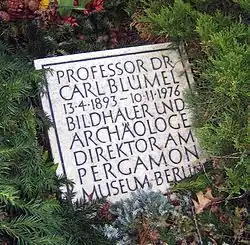 PROFESSOR DR.
CARL BLÜMEL
13·4·1893 – 10·11·1976
BILDHAUER UND
ARCHÄOLOGE
DIREKTOR AM
PERGAMON
MUSEUM·BERLIN